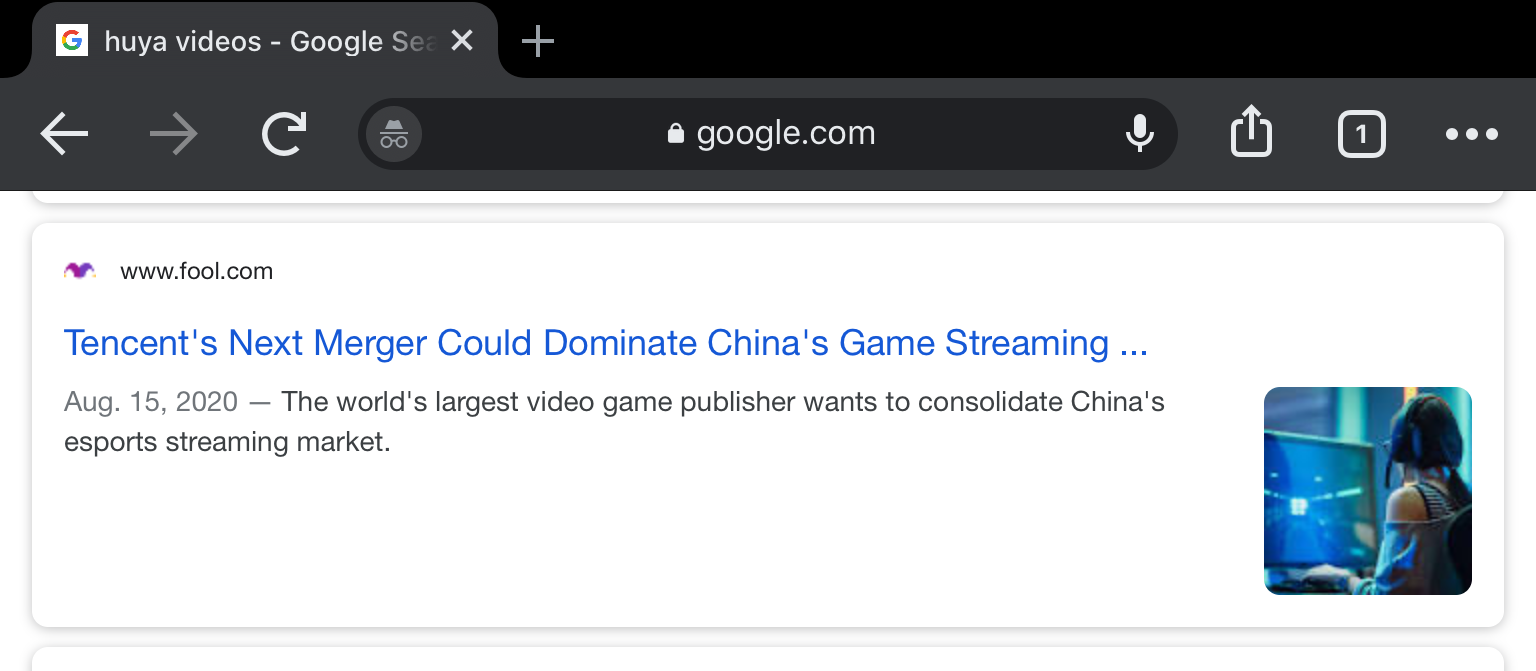 huya videos - Google Sea
google.com
1
www.fool.com
Tencent's Next Merger Could Dominate China's Game Streaming ...
Aug. 15, 2020 — The world's largest video game publisher wants to consolidate China's
esports streaming market.